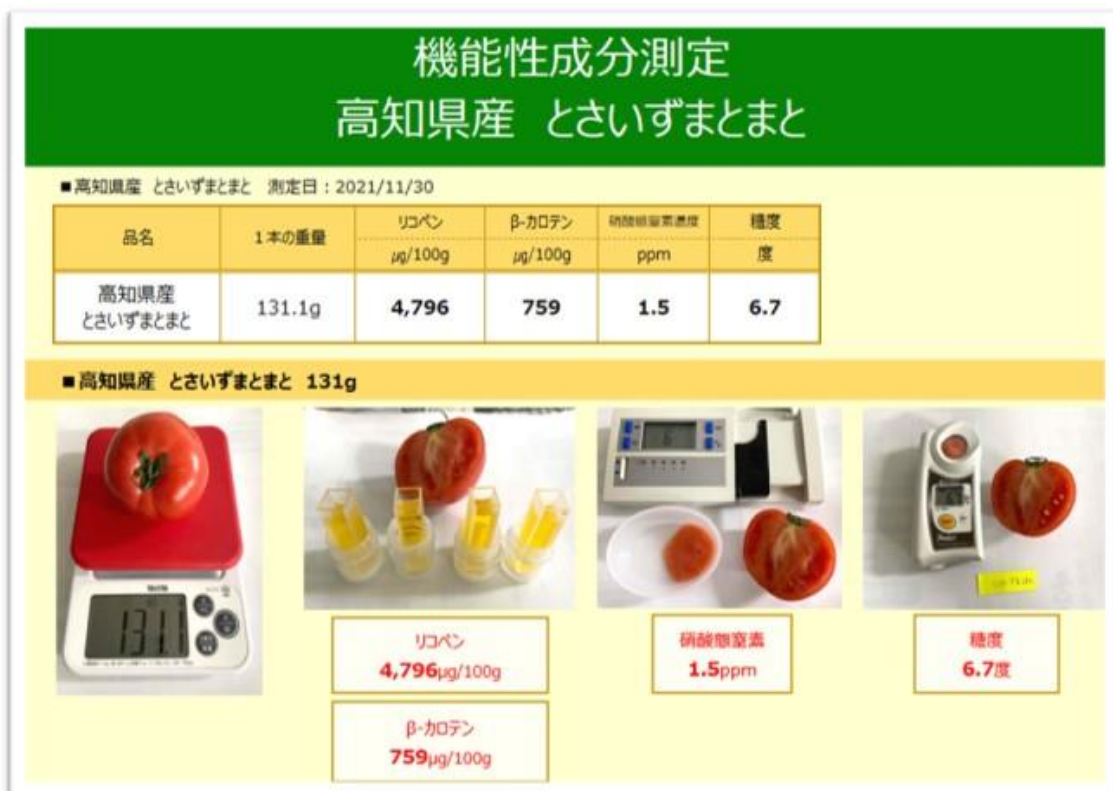 機能性成分測定
高知県産 とさいずまとまと
■高知県産 とさいずまとまと 測定日：2021/11/30
品名
1本の重量
リコペン
β-カロテン
硝酸態窒素濃度
糖度
μg/100g
μg/100g
ppm
度
高知県産
とさいずまとまと
131.1g
4,796
759
1.5
6.7
■高知県産 とさいずまとまと 131g
131.1
リコペン
4,796μg/100g
硝酸態窒素
1.5ppm
糖度
6.7度
β-カロテン
759μg/100g